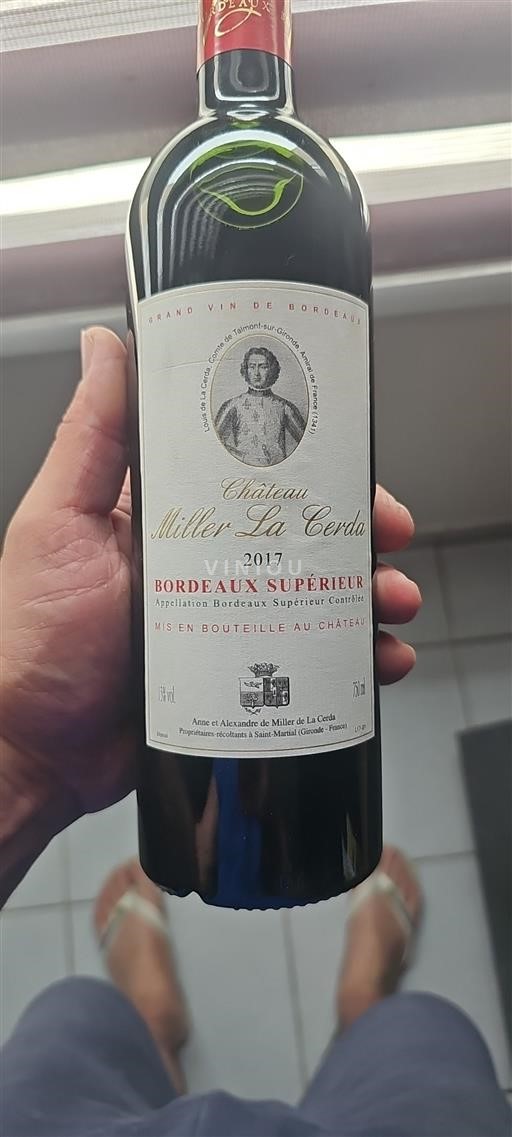 BORDEAUX
GRAND VIN DE BORDEAUX
Louis de La Cerda, Comte de Talmont-sur-Gironde, Amiral de France (1341)
Château
Miller La Cerda
2017
VINIOU
BORDEAUX SUPÉRIEUR
Appellation Bordeaux Supérieur Contrôlée
MIS EN BOUTEILLE AU CHÂTEAU
13% vol. 750 ml
Anne et Alexandre de Miller de La Cerda
Propriétaires-récoltants à Saint-Martial (Gironde - France)